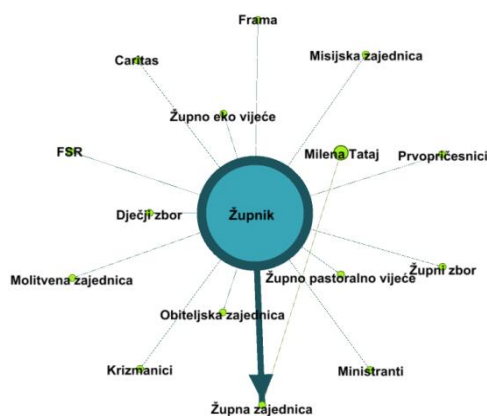 Frama
Misijska zajednica
Caritas
Župno eko vijeće
Milena Tataj
Prvopričesnici
FSR
Dječji zbor
Župnik
Molitvena zajednica
Župno pastoralno vijeće
Župni zbor
Obiteljska zajednica
Krizmanici
Ministranti
Župna zajednica